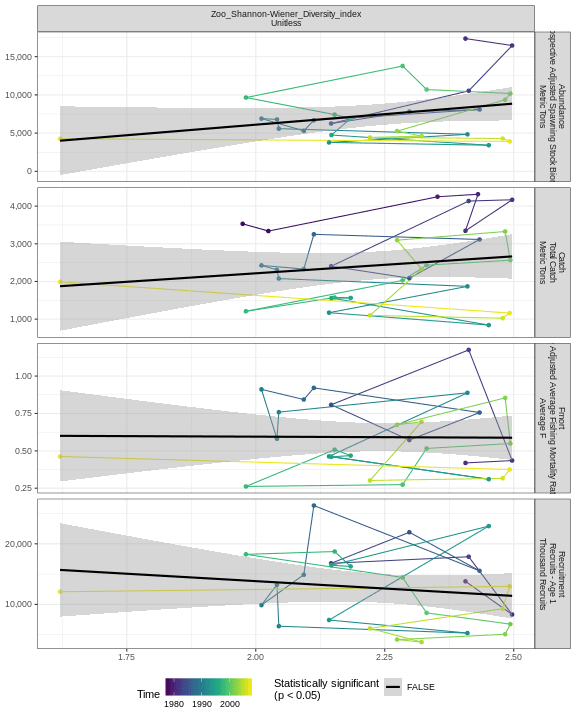 Zoo_Shannon-Wiener_Diversity_index
Unitless
15,000
10,000
5,000
0
Abundance
Adjusted Spawning Stock
Metric Tons
4,000
3,000
2,000
1,000
Catch
Total Catch
Metric Tons
1.00
0.75
0.50
0.25
Fmort
Adjusted Average Fishing Mortality
Average F
20,000
10,000
Recruitment
Recruits - Age 1
Thousand Recruits
1.75
2.00
2.25
2.50
Time
1980
1990
2000
Statistically significant
(p < 0.05)
FALSE